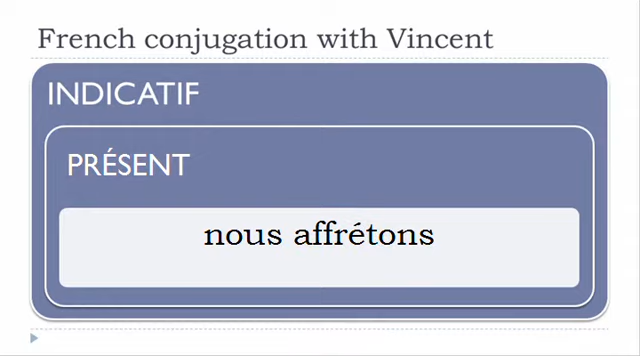 French conjugation with Vincent
INDICATIF
PRÉSENT
nous affrétons